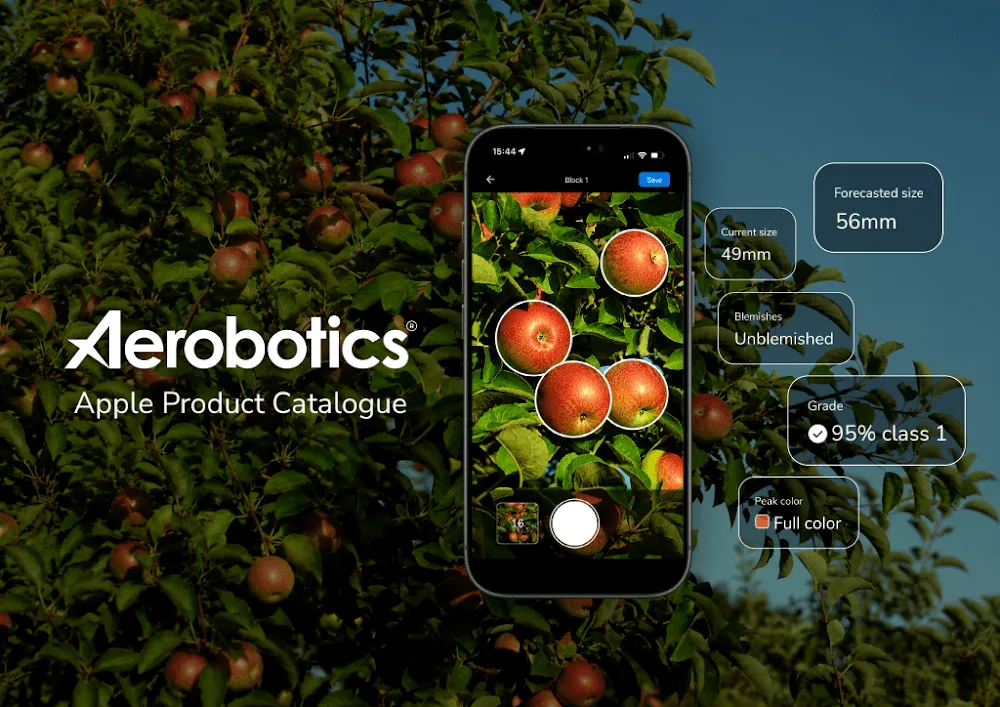 Aerobotics®
Apple Product Catalogue
15:44
Block 1
Save
16
Current size
49mm
Forecasted size
56mm
Blemishes
Unblemished
Grade
95% class 1
Peak color
Full color